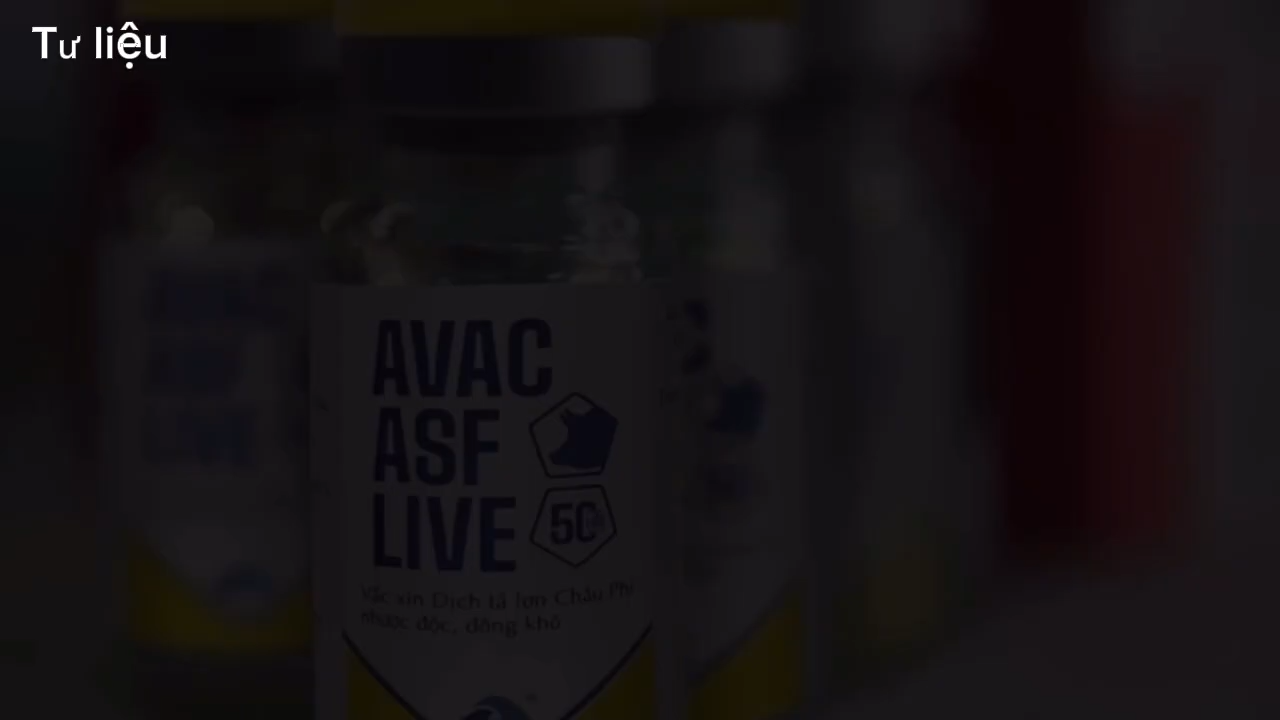 Tư liệu
AVAC
ASF
LIVE
50
Vắc xin Dịch tả lợn Châu Phi
nhược độc, đông khô